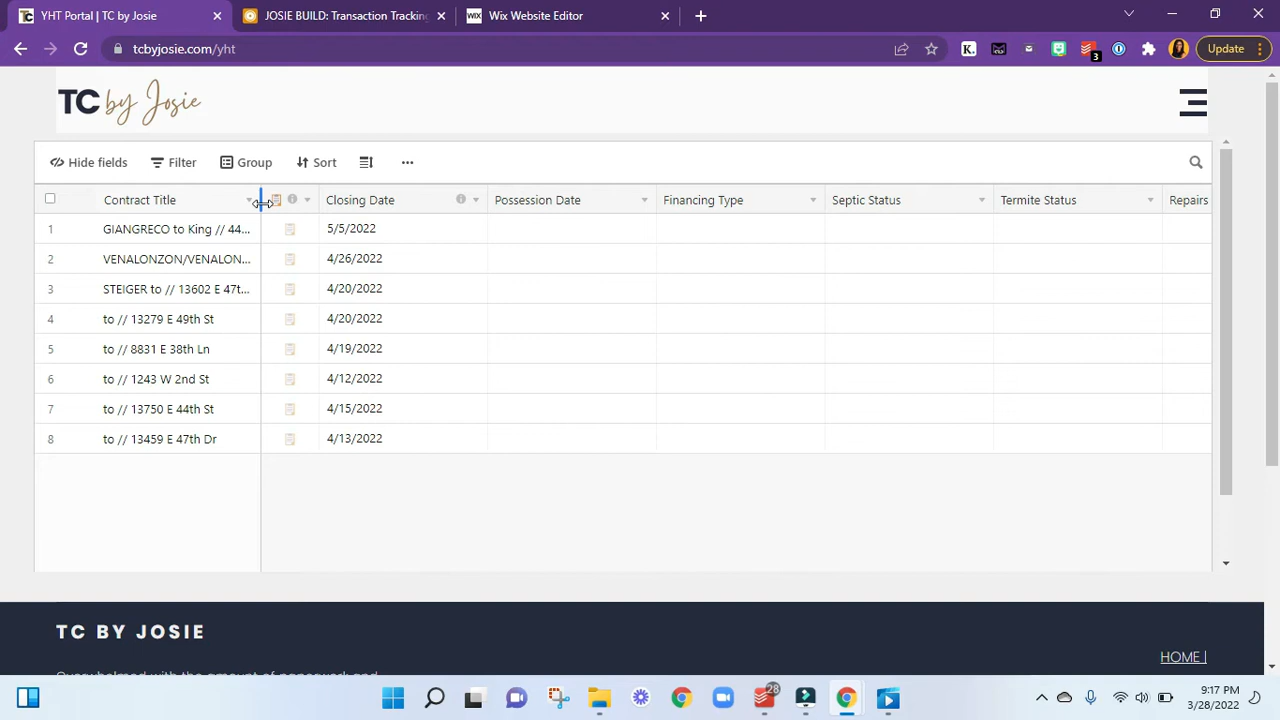 YHT Portal | TC by Josie
JOSIE BUILD: Transaction Tracking
WIX Wix Website Editor
tcbyjosie.com/yht
K.
3
Update
TC by Josie
Hide fields Filter Group Sort
Contract Title Closing Date Possession Date Financing Type Septic Status Termite Status Repairs
1 GIANGRECO to King // 44... 5/5/2022
2 VENALONZON/VENALON... 4/26/2022
3 STEIGER to // 13602 E 47t... 4/20/2022
4 to // 13279 E 49th St 4/20/2022
5 to // 8831 E 38th Ln 4/19/2022
6 to // 1243 W 2nd St 4/12/2022
7 to // 13750 E 44th St 4/15/2022
8 to // 13459 E 47th Dr 4/13/2022
TC BY JOSIE
HOME |
28
9:17 PM
3/28/2022